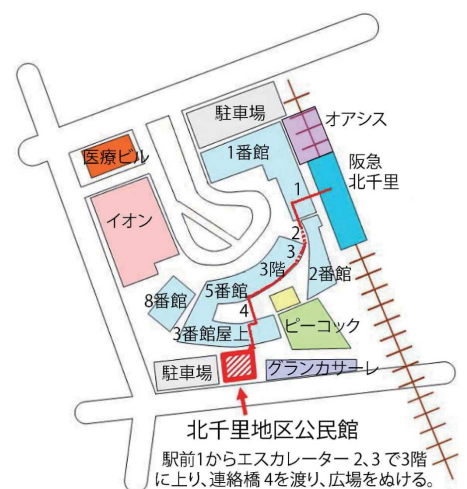 駐車場
オアシス
医療ビル
1番館
阪急
北千里
1
イオン
2
3
3階
2番館
5番館
8番館
4
3番館屋上
ピーコック
駐車場
グランカサーレ
北千里地区公民館
駅前1からエスカレーター2、3で3階
に上り、連絡橋4を渡り、広場をぬける。